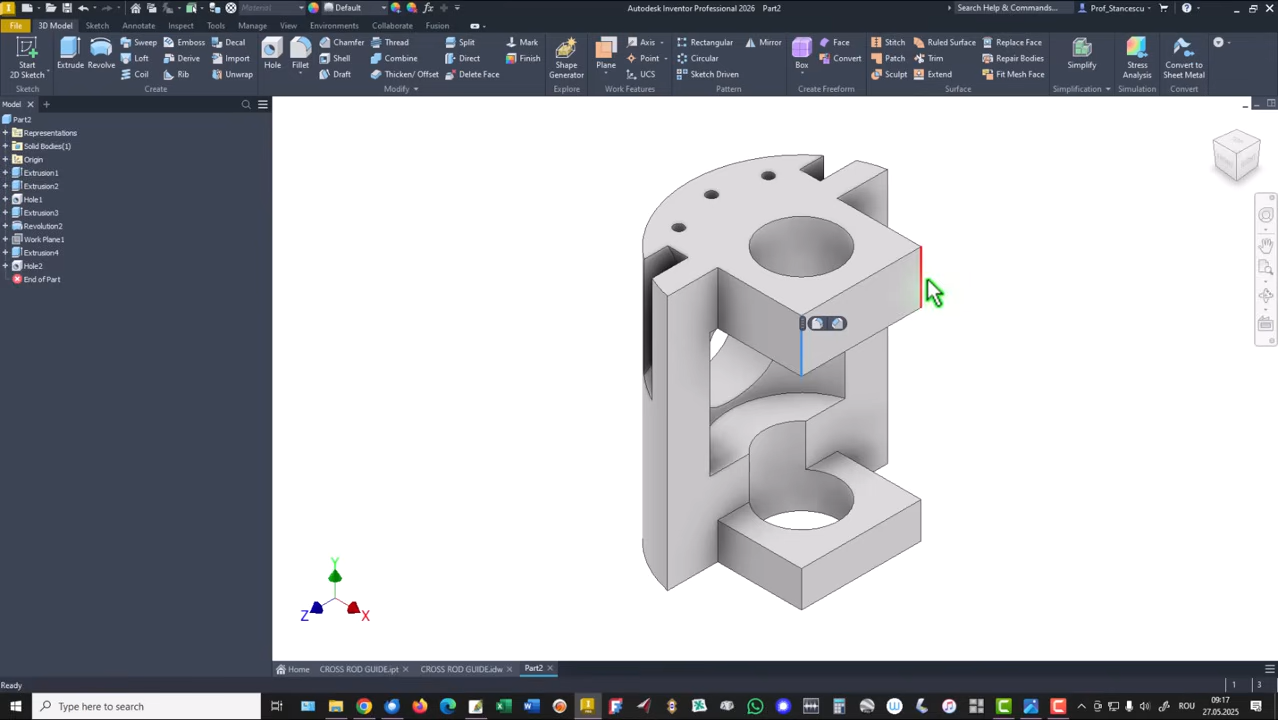 Autodesk Inventor Professional 2026 Part2
Material
Default
Search Help & Commands...
Prof_Stancescu
File 3D Model Sketch Annotate Inspect Tools Manage View Environments Get Started Collaborate Fusion
Start
2D Sketch
Extrude
Revolve
Sweep
Loft
Coil
Emboss
Derive
Rib
Decal
Import
Unwrap
Hole
Fillet
Chamfer
Shell
Draft
Thread
Combine
Thicken/ Offset
Split
Direct
Delete Face
Mark
Finish
Shape
Generator
Plane
Axis
Point
UCS
Rectangular
Circular
Sketch Driven
Mirror
Box
Face
Convert
Stitch
Patch
Sculpt
Ruled Surface
Trim
Extend
Replace Face
Repair Bodies
Fit Mesh Face
Simplify
Stress
Analysis
Convert to
Sheet Metal
Sketch
Create
Modify
Explore
Work Features
Pattern
Create Freeform
Surface
Simplification
Simulation
Convert
Model
Part2
Representations
Solid Bodies(1)
Origin
Extrusion1
Extrusion2
Hole1
Extrusion3
Revolution2
Work Plane1
Extrusion4
Hole2
End of Part
Y
Z
X
Home
CROSS ROD GUIDE.ipt
CROSS ROD GUIDE.idw
Part2
Ready
1
3
Type here to search
ROU
09:17
27.05.2025